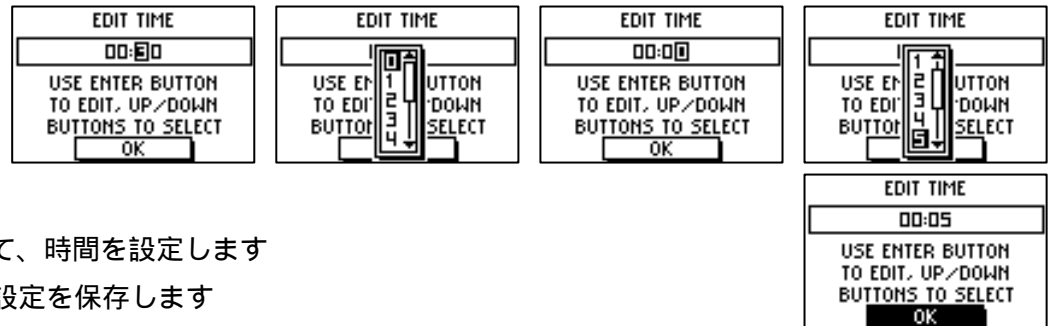 EDIT TIME
00:30
USE ENTER BUTTON
TO EDIT, UP/DOWN
BUTTONS TO SELECT
OK
EDIT TIME
0
1
2
3
4
USE EN UTTON
TO EDI DOWN
BUTTO SELECT
EDIT TIME
00:00
USE ENTER BUTTON
TO EDIT, UP/DOWN
BUTTONS TO SELECT
OK
EDIT TIME
1
2
3
4
5
USE EN UTTON
TO EDI DOWN
BUTTO SELECT
EDIT TIME
00:05
USE ENTER BUTTON
TO EDIT, UP/DOWN
BUTTONS TO SELECT
OK
て、時間を設定します
設定を保存します